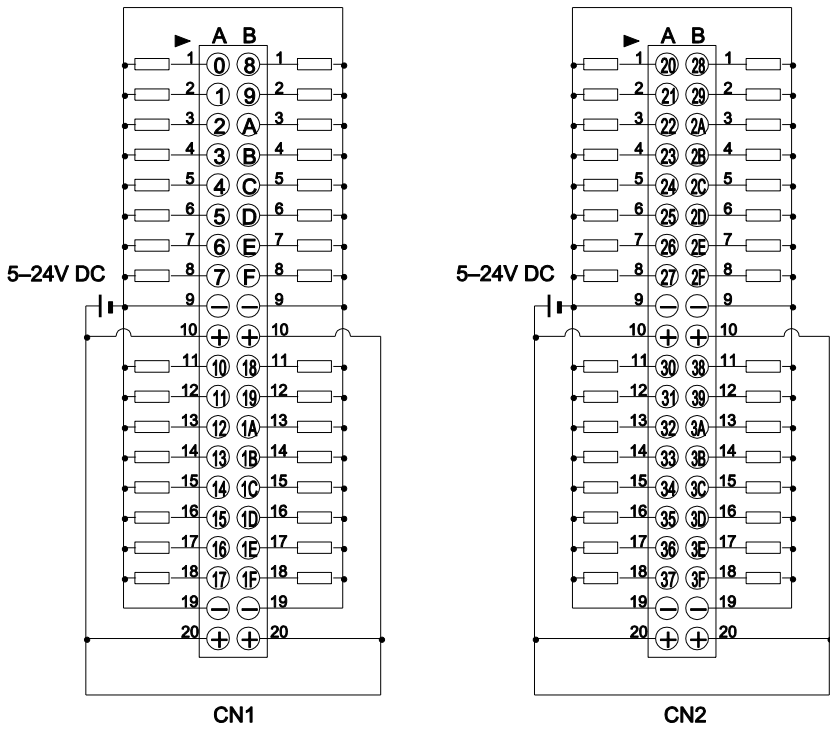 A B
1 0 8 1
2 1 9 2
3 2 A 3
4 3 B 4
5 4 C 5
6 5 D 6
7 6 E 7
8 7 F 8
5–24V DC
9 − − 9
10 + + 10
11 10 18 11
12 11 19 12
13 12 1A 13
14 13 1B 14
15 14 1C 15
16 15 1D 16
17 16 1E 17
18 17 1F 18
19 − − 19
20 + + 20
CN1
A B
1 20 28 1
2 21 29 2
3 22 2A 3
4 23 2B 4
5 24 2C 5
6 25 2D 6
7 26 2E 7
8 27 2F 8
5–24V DC
9 − − 9
10 + + 10
11 30 38 11
12 31 39 12
13 32 3A 13
14 33 3B 14
15 34 3C 15
16 35 3D 16
17 36 3E 17
18 37 3F 18
19 − − 19
20 + + 20
CN2